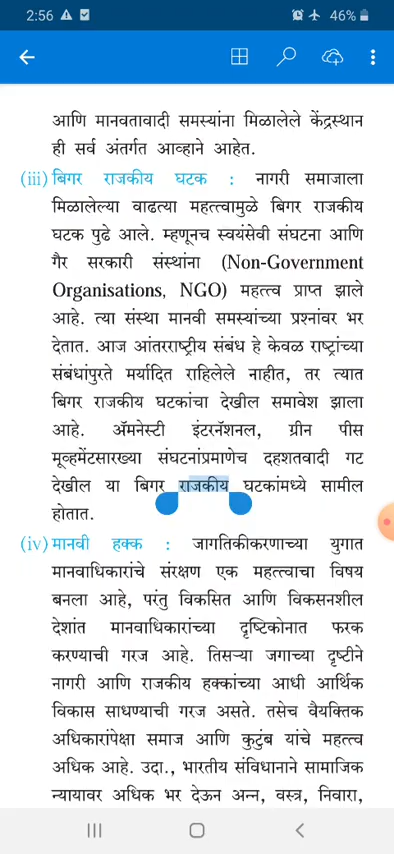 2:56
46%
आणि मानवतावादी समस्यांना मिळालेले केंद्रस्थान
ही सर्व अंतर्गत आव्हाने आहेत.
(iii) बिगर राजकीय घटक : नागरी समाजाला
मिळालेल्या वाढत्या महत्त्वामुळे बिगर राजकीय
घटक पुढे आले. म्हणूनच स्वयंसेवी संघटना आणि
गैर सरकारी संस्थांना (Non-Government
Organisations, NGO) महत्त्व प्राप्त झाले
आहे. त्या संस्था मानवी समस्यांच्या प्रश्नांवर भर
देतात. आज आंतरराष्ट्रीय संबंध हे केवळ राष्ट्रांच्या
संबंधांपुरते मर्यादित राहिलेले नाहीत, तर त्यात
बिगर राजकीय घटकांचा देखील समावेश झाला
आहे. ॲमनेस्टी इंटरनॅशनल, ग्रीन पीस
मूव्हमेंटसारख्या संघटनांप्रमाणेच दहशतवादी गट
देखील या बिगर राजकीय घटकांमध्ये सामील
होतात.
(iv) मानवी हक्क : जागतिकीकरणाच्या युगात
मानवाधिकारांचे संरक्षण एक महत्त्वाचा विषय
बनला आहे, परंतु विकसित आणि विकसनशील
देशांत मानवाधिकारांच्या दृष्टिकोनात फरक
करण्याची गरज आहे. तिसऱ्या जगाच्या दृष्टीने
नागरी आणि राजकीय हक्कांच्या आधी आर्थिक
विकास साधण्याची गरज असते. तसेच वैयक्तिक
अधिकारांपेक्षा समाज आणि कुटुंब यांचे महत्त्व
अधिक आहे. उदा., भारतीय संविधानाने सामाजिक
न्यायावर अधिक भर देऊन अन्न, वस्त्र, निवारा,